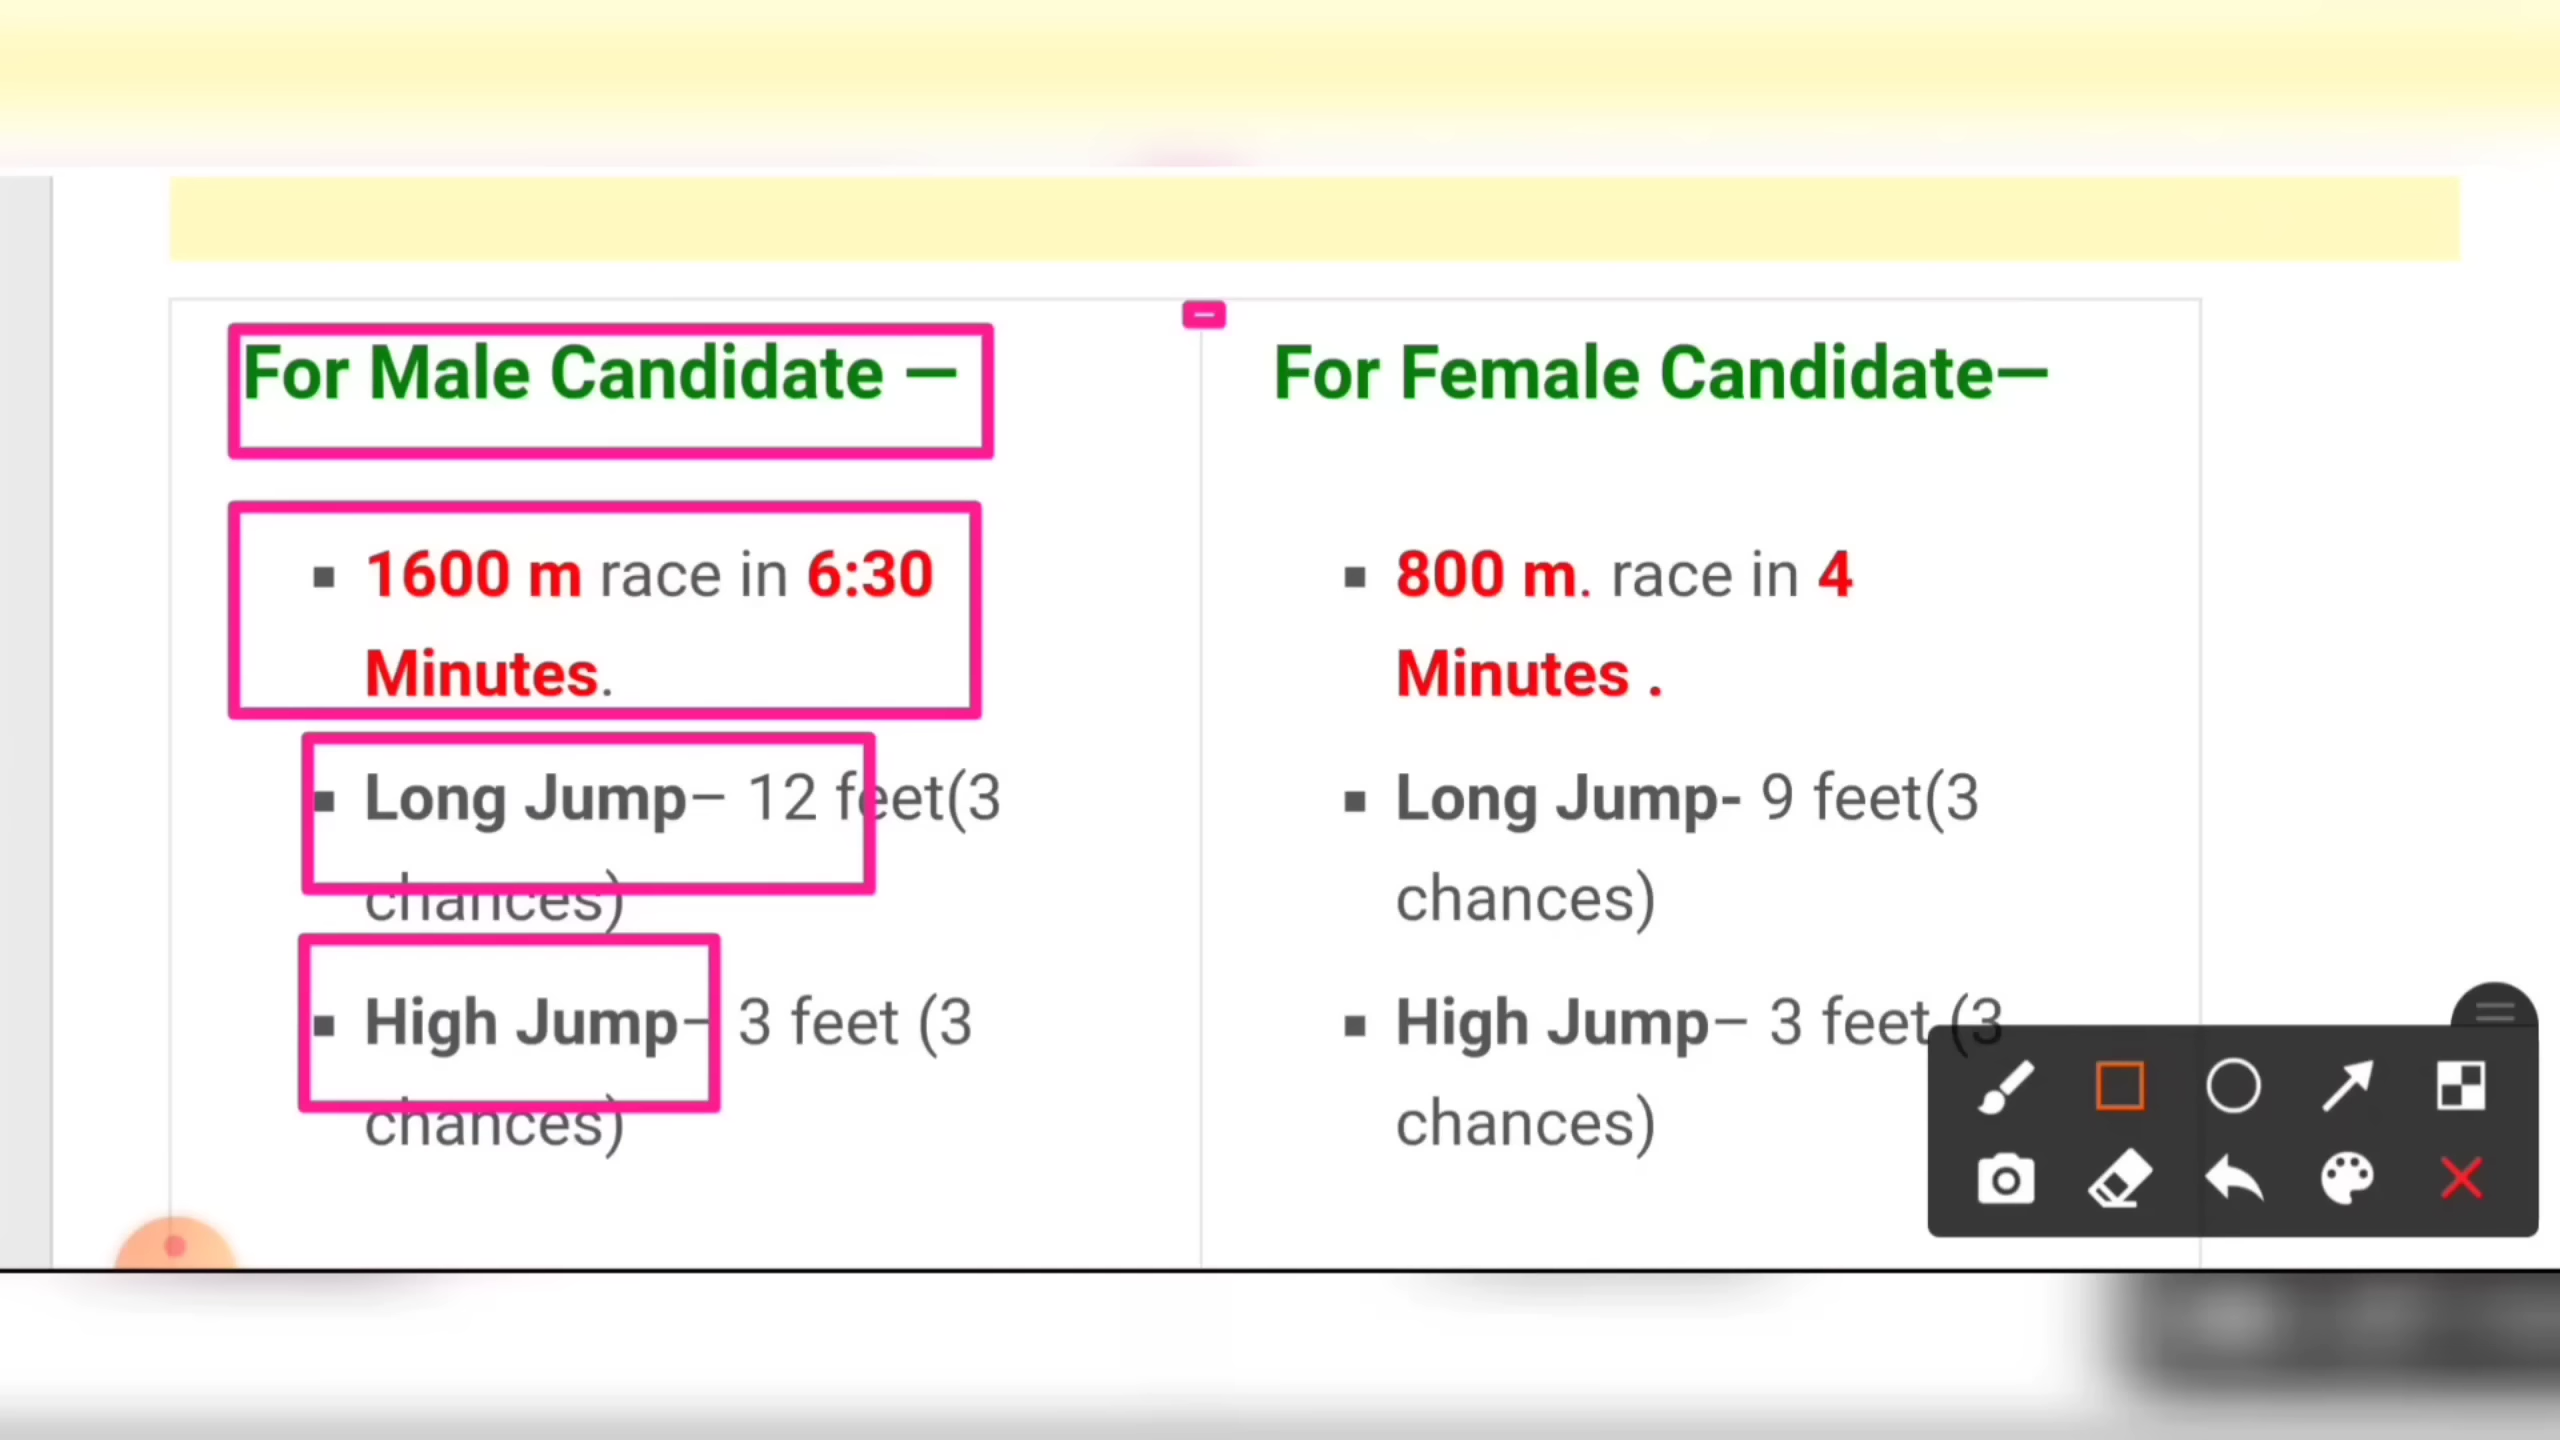 For Male Candidate —
1600 m race in 6:30
Minutes.
Long Jump– 12 feet(3
chances)
High Jump– 3 feet (3
chances)
For Female Candidate—
800 m. race in 4
Minutes .
Long Jump- 9 feet(3
chances)
High Jump– 3 feet (3
chances)